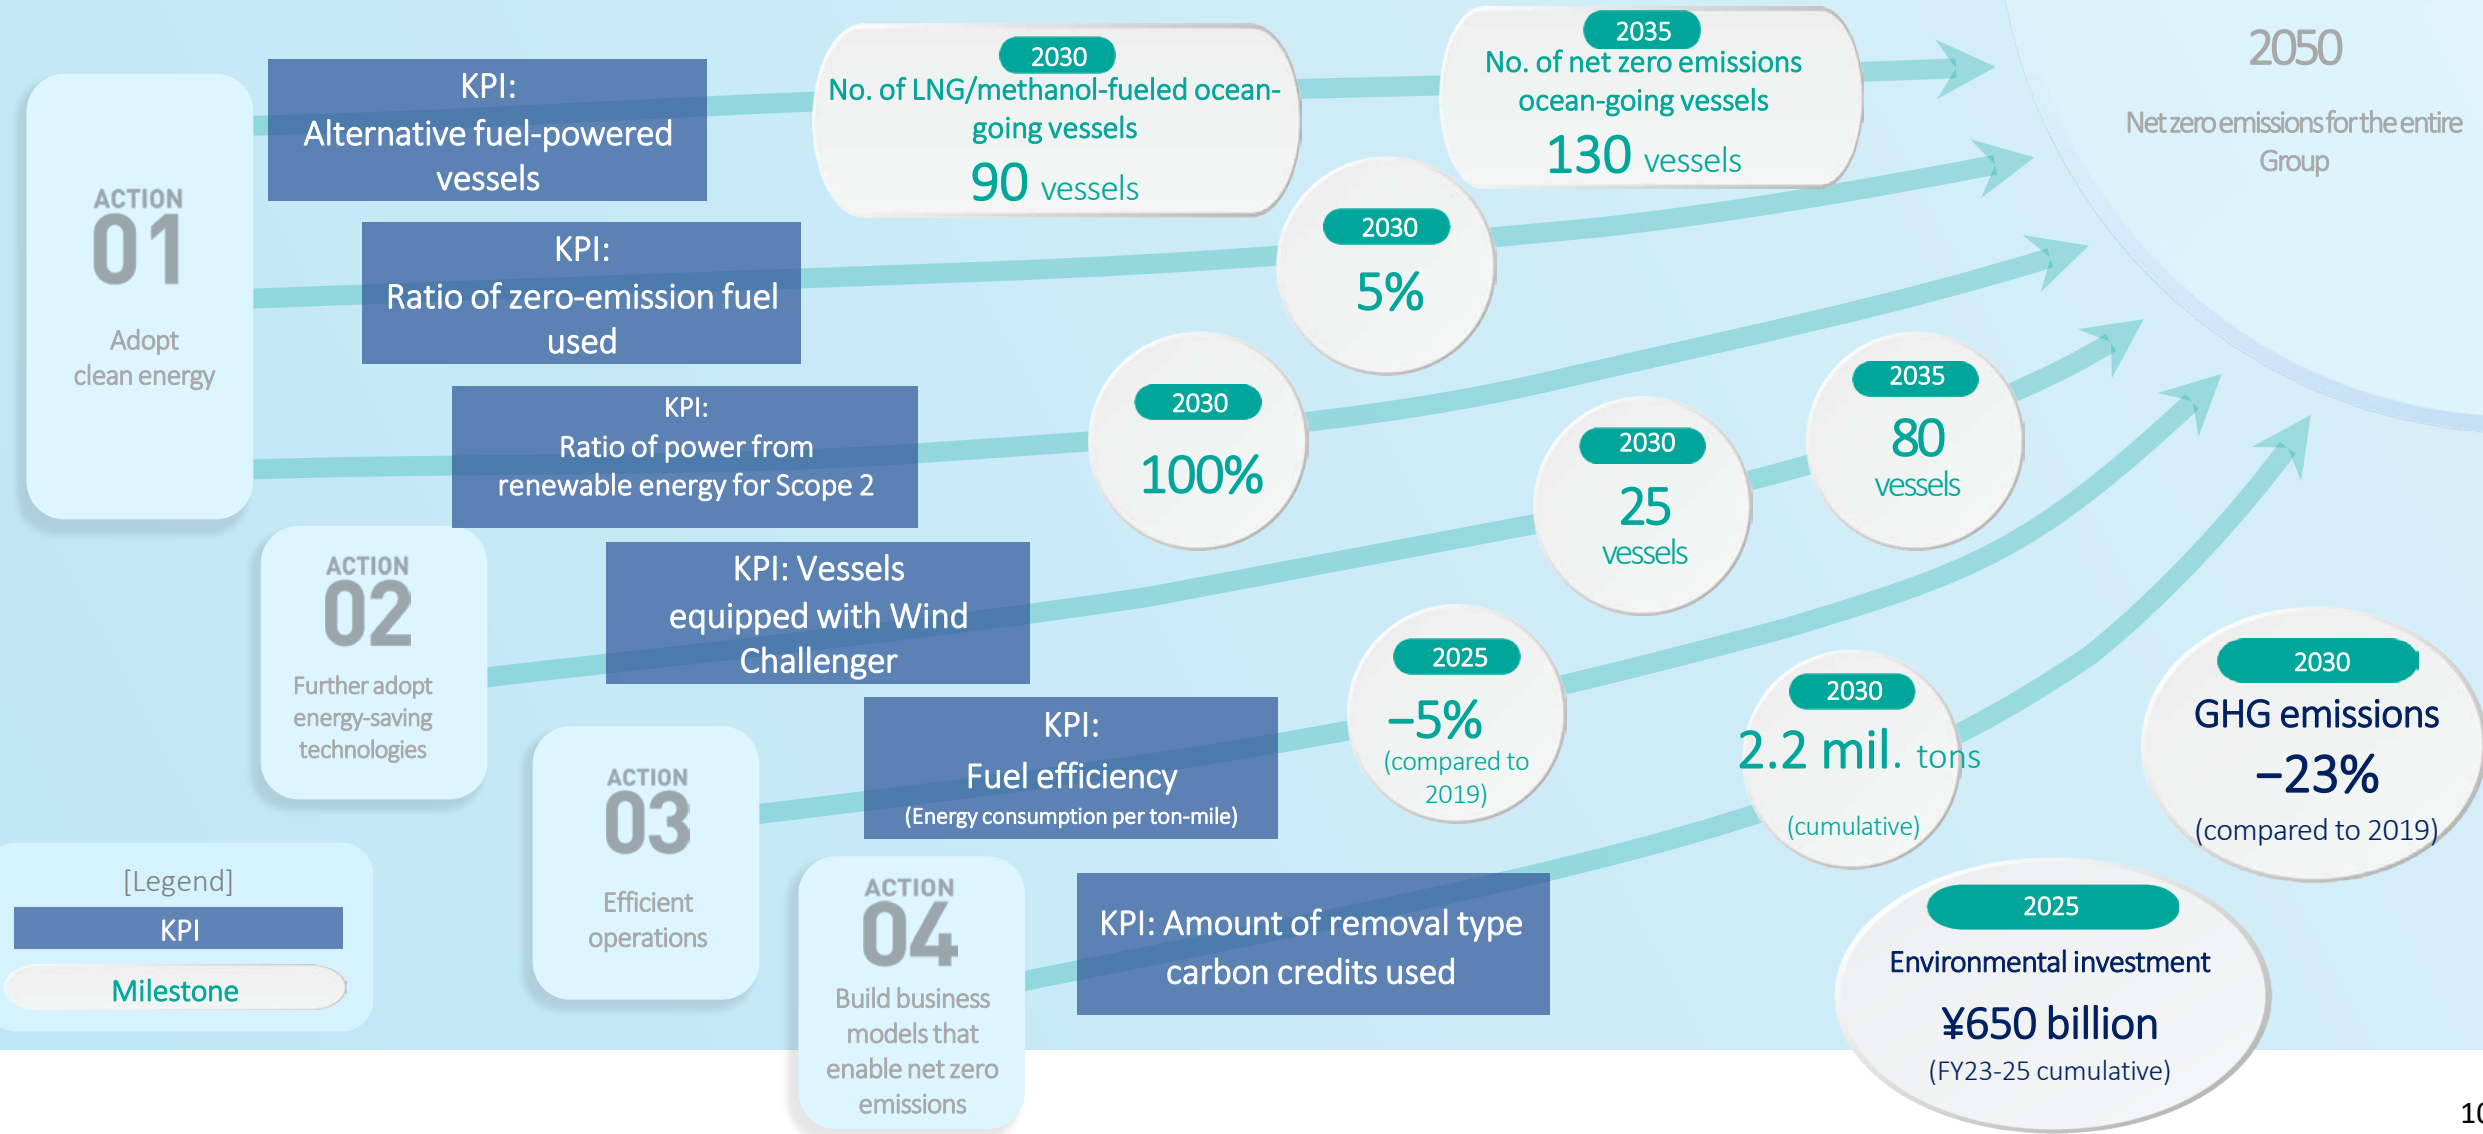 ACTION
01
Adopt
clean energy
KPI:
Alternative fuel-powered
vessels
2030
No. of LNG/methanol-fueled ocean-
going vessels
90 vessels
2035
No. of net zero emissions
ocean-going vessels
130 vessels
KPI:
Ratio of zero-emission fuel
used
2030
5%
KPI:
Ratio of power from
renewable energy for Scope 2
2030
100%
ACTION
02
Further adopt
energy-saving
technologies
KPI: Vessels
equipped with Wind
Challenger
2030
25
vessels
2035
80
vessels
ACTION
03
Efficient
operations
KPI:
Fuel efficiency
(Energy consumption per ton-mile)
2025
−5%
(compared to
2019)
ACTION
04
Build business
models that
enable net zero
emissions
KPI: Amount of removal type
carbon credits used
2030
2.2 mil. tons
(cumulative)
2050
Net zero emissions for the entire
Group
2030
GHG emissions
−23%
(compared to 2019)
2025
Environmental investment
¥650 billion
(FY23-25 cumulative)
[Legend]
KPI
Milestone
10